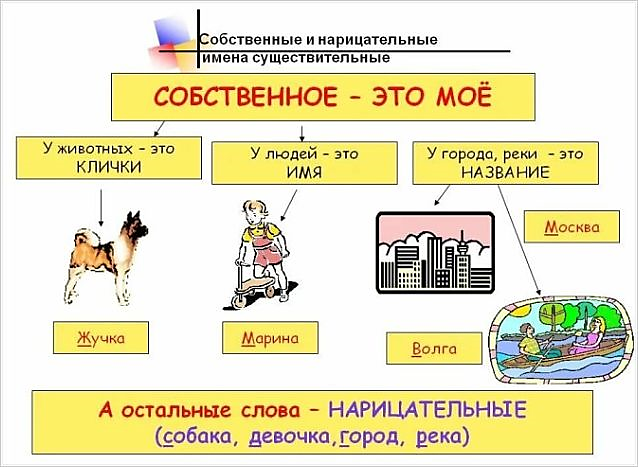 Собственные и нарицательные
имена существительные
СОБСТВЕННОЕ – ЭТО МОЁ
У животных – это
КЛИЧКИ
У людей – это
ИМЯ
У города, реки – это
НАЗВАНИЕ
Москва
Жучка
Марина
Волга
А остальные слова – НАРИЦАТЕЛЬНЫЕ
(собака, девочка,город, река)